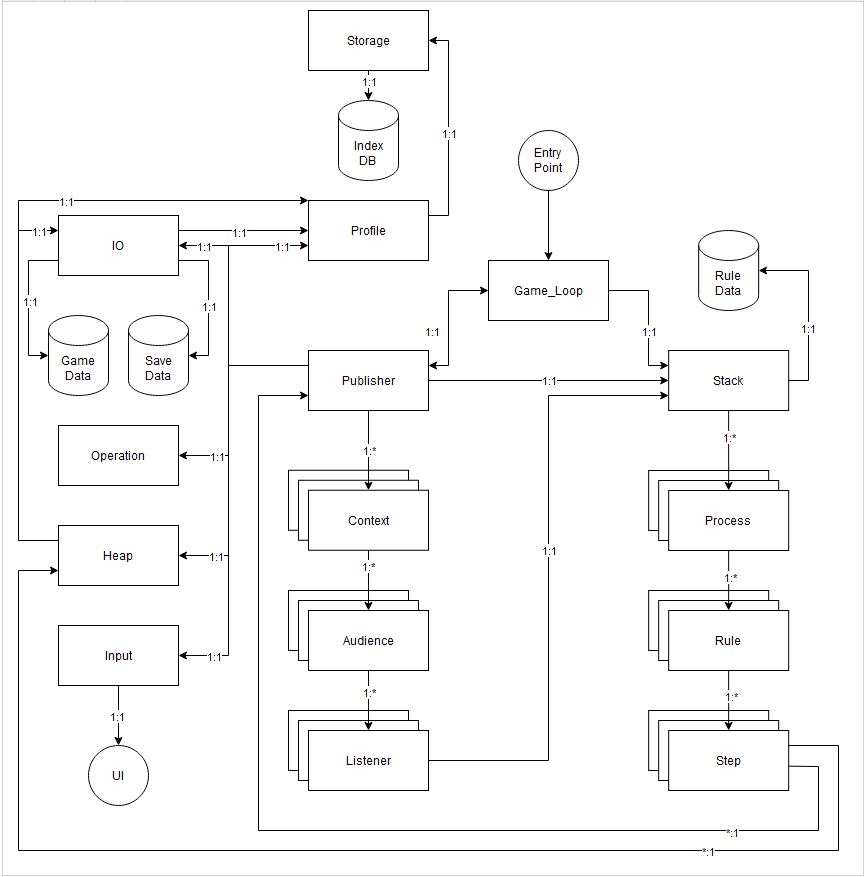 Storage
1:1
Index
DB
1:1
Entry
Point
1:1
1:1
IO
1:1
1:1
1:1
Profile
Rule
Data
Game_Loop
1:1
1:1
1:1
1:1
1:1
Game
Data
Save
Data
Publisher
1:1
Stack
1:*
1:*
Operation
1:1
Context
Process
Heap
1:1
1:1
1:*
1:*
Input
1:1
Audience
Rule
1:*
1:*
1:1
UI
Listener
Step
*:1
*:1